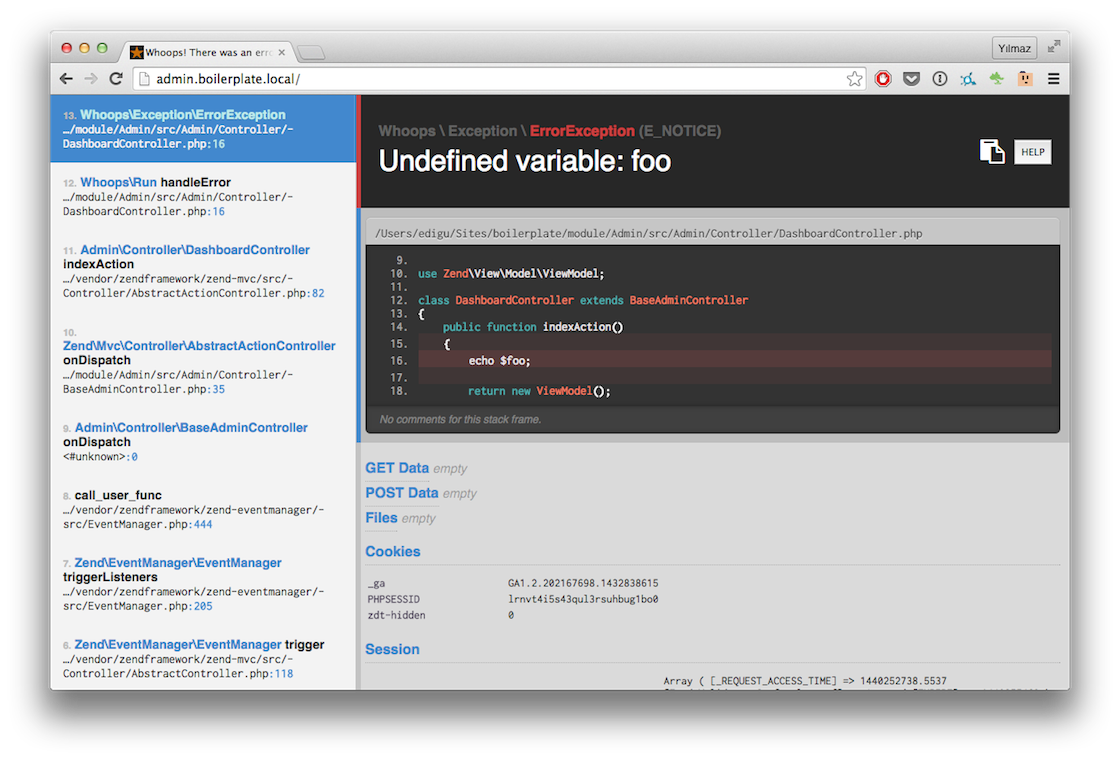 Whoops! There was an erro
Yılmaz
admin.boilerplate.local/
13. Whoops\Exception\ErrorException
…/module/Admin/src/Admin/Controller/-
DashboardController.php:16
12. Whoops\Run handleError
…/module/Admin/src/Admin/Controller/-
DashboardController.php:16
11. Admin\Controller\DashboardController
indexAction
…/vendor/zendframework/zend-mvc/src/-
Controller/AbstractActionController.php:82
10.
Zend\Mvc\Controller\AbstractActionController
onDispatch
…/module/Admin/src/Admin/Controller/-
BaseAdminController.php:35
9. Admin\Controller\BaseAdminController
onDispatch
<#unknown>:0
8. call_user_func
…/vendor/zendframework/zend-eventmanager/-
src/EventManager.php:444
7. Zend\EventManager\EventManager
triggerListeners
…/vendor/zendframework/zend-eventmanager/-
src/EventManager.php:205
6. Zend\EventManager\EventManager trigger
…/vendor/zendframework/zend-mvc/src/-
Controller/AbstractController.php:118
Whoops \ Exception \ ErrorException (E_NOTICE)
Undefined variable: foo
HELP
/Users/edigu/Sites/boilerplate/module/Admin/src/Admin/Controller/DashboardController.php
9.
10. use Zend\View\Model\ViewModel;
11.
12. class DashboardController extends BaseAdminController
13. {
14. public function indexAction()
15. {
16. echo $foo;
17.
18. return new ViewModel();
No comments for this stack frame.
GET Data empty
POST Data empty
Files empty
Cookies
_ga GA1.2.202167698.1432838615
PHPSESSID lrnvt4i5s43qul3rsuhbug1bo0
zdt-hidden 0
Session
Array ( [_REQUEST_ACCESS_TIME] => 1440252738.5537